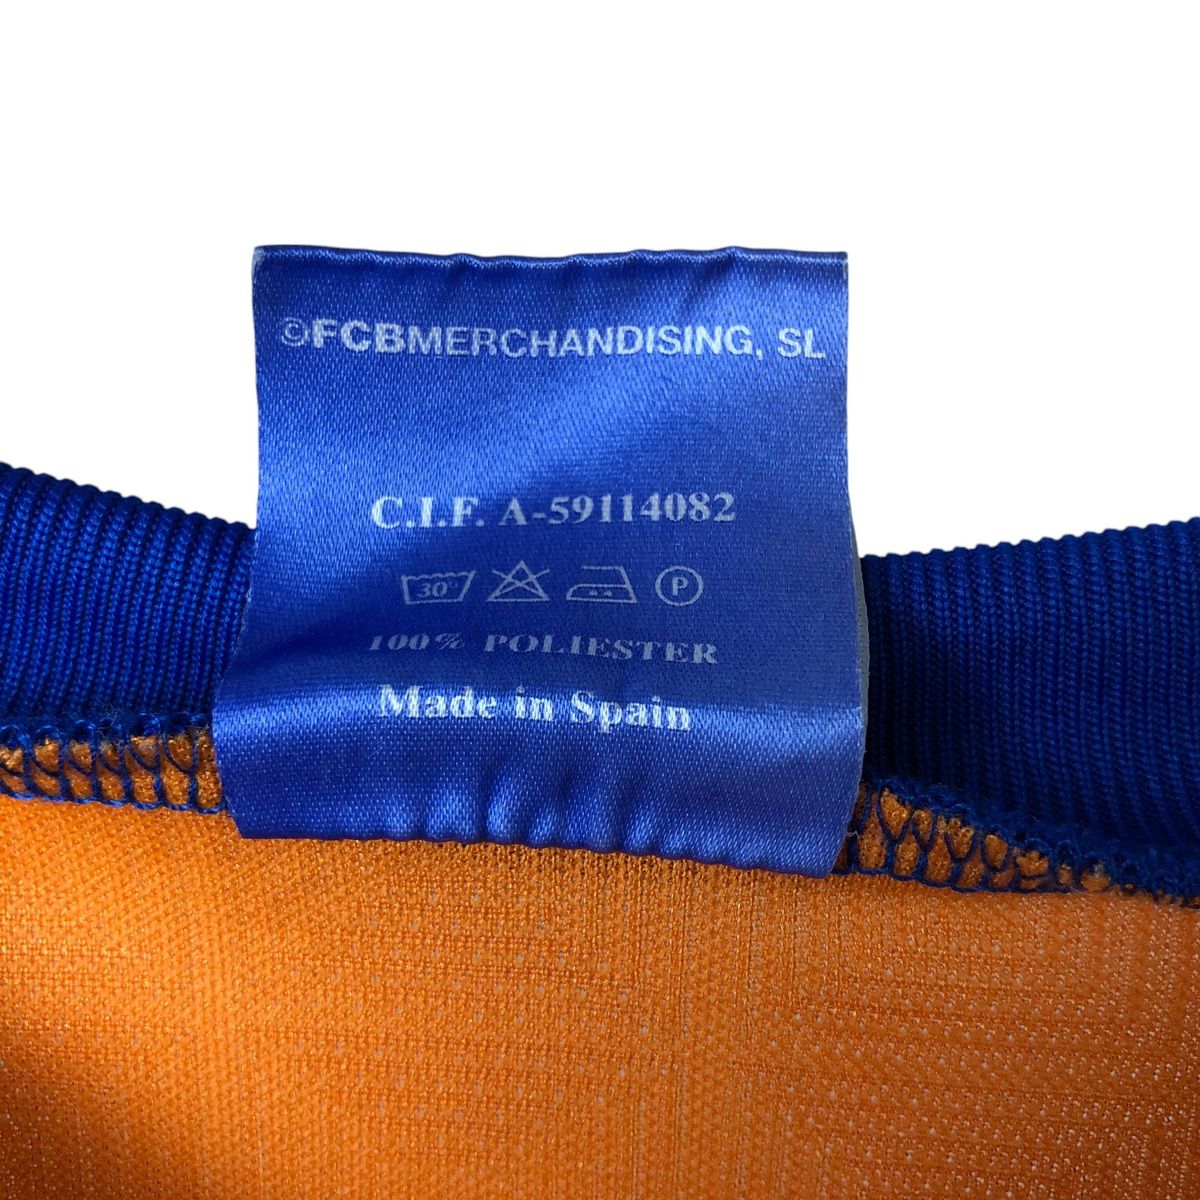 ©FCBMERCHANDISING, SL
C.I.F. A-59114082
30° P
100% POLIESTER
Made in Spain